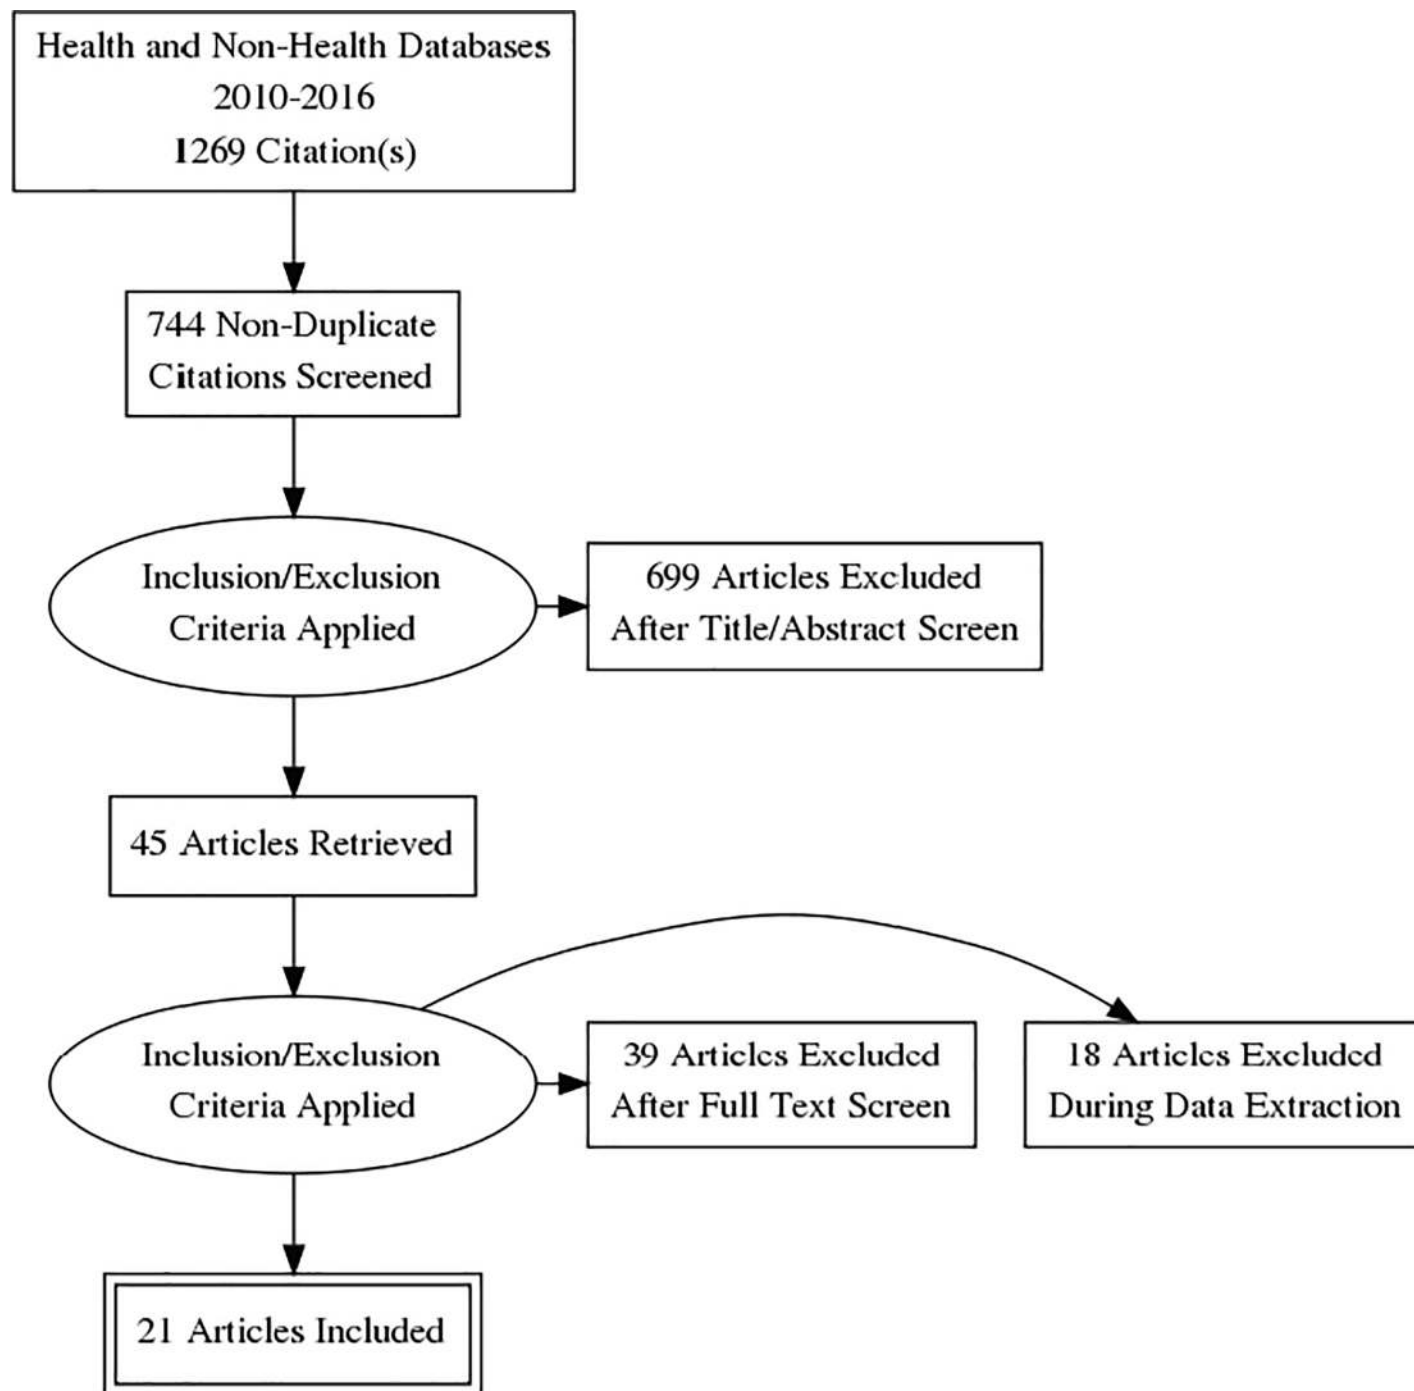 Health and Non-Health Databases
2010-2016
1269 Citation(s)
744 Non-Duplicate
Citations Screened
Inclusion/Exclusion
Criteria Applied
699 Articles Excluded
After Title/Abstract Screen
45 Articles Retrieved
Inclusion/Exclusion
Criteria Applied
39 Articles Excluded
After Full Text Screen
18 Articles Excluded
During Data Extraction
21 Articles Included